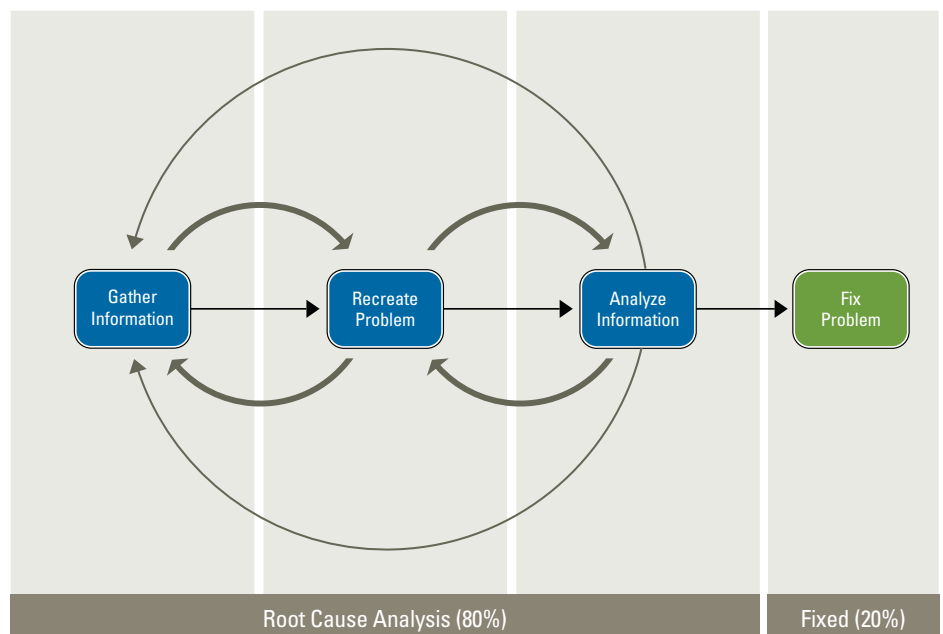 Gather
Information
Recreate
Problem
Analyze
Information
Fix
Problem
Root Cause Analysis (80%)
Fixed (20%)